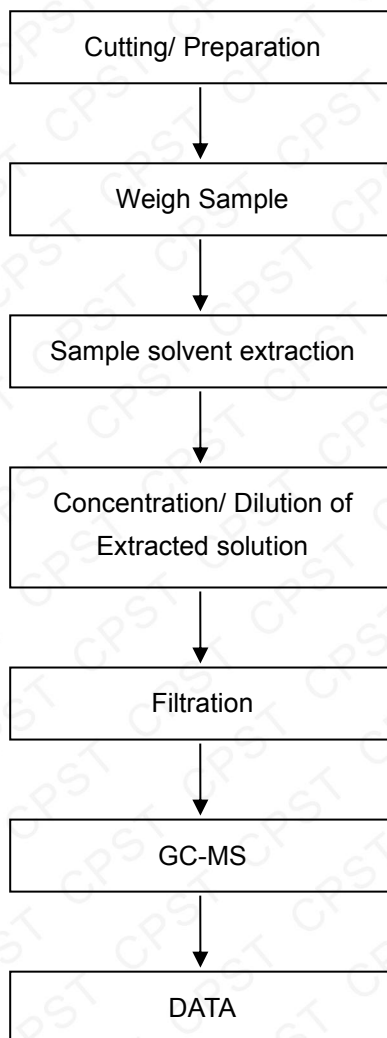 Cutting/ Preparation
Weigh Sample
Sample solvent extraction
Concentration/ Dilution of
Extracted solution
Filtration
GC-MS
DATA